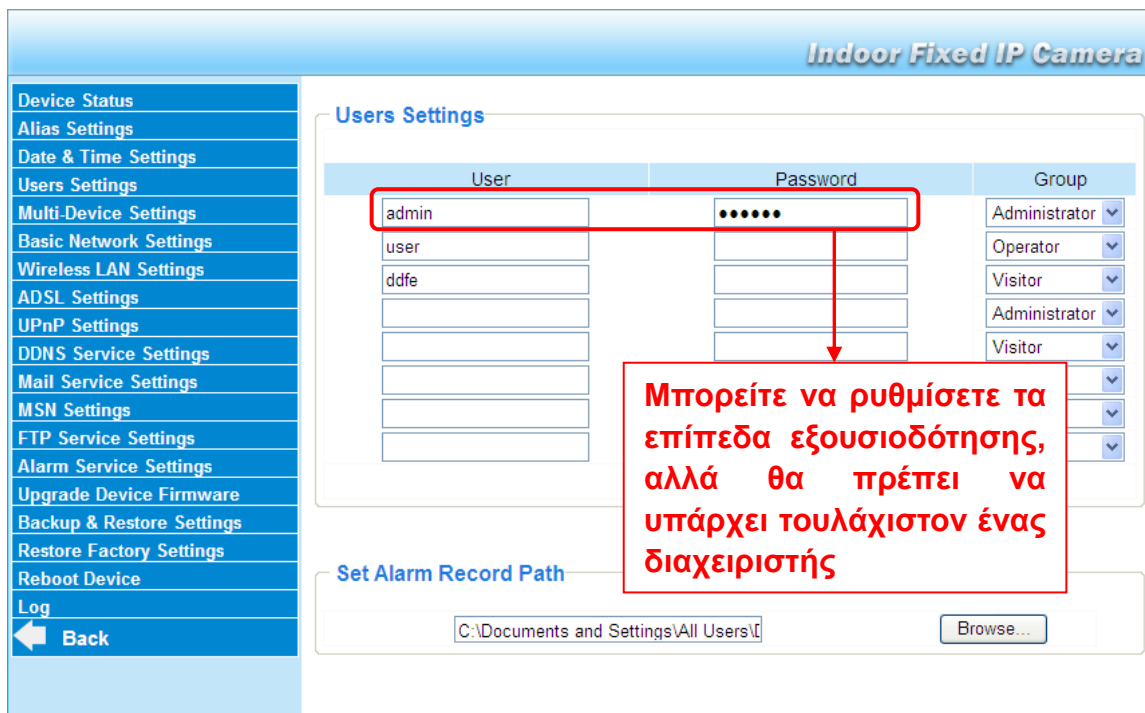 Indoor Fixed IP Camera
Device Status
Alias Settings
Date & Time Settings
Users Settings
Multi-Device Settings
Basic Network Settings
Wireless LAN Settings
ADSL Settings
UPnP Settings
DDNS Service Settings
Mail Service Settings
MSN Settings
FTP Service Settings
Alarm Service Settings
Upgrade Device Firmware
Backup & Restore Settings
Restore Factory Settings
Reboot Device
Log
Back
Users Settings
User Password Group
admin •••••• Administrator
user Operator
ddfe Visitor
Administrator
Visitor
Μπορείτε να ρυθμίσετε τα
επίπεδα εξουσιοδότησης,
αλλά θα πρέπει να
υπάρχει τουλάχιστον ένας
διαχειριστής
Set Alarm Record Path
C:\Documents and Settings\All Users\ Browse...